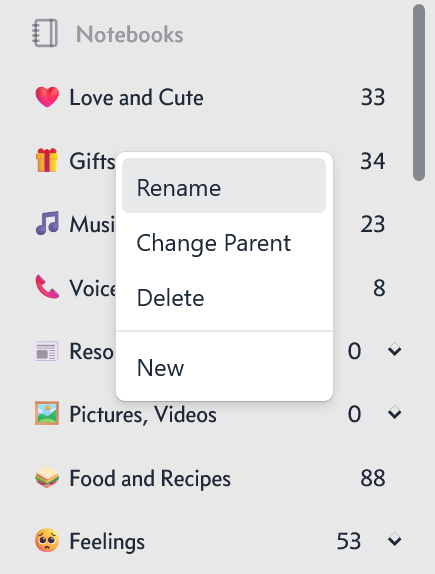 Notebooks
Love and Cute 33
Gifts 34
Rename
Musi 23
Change Parent
Voice 8
Delete
Reso 0
New
Pictures, Videos 0
Food and Recipes 88
Feelings 53